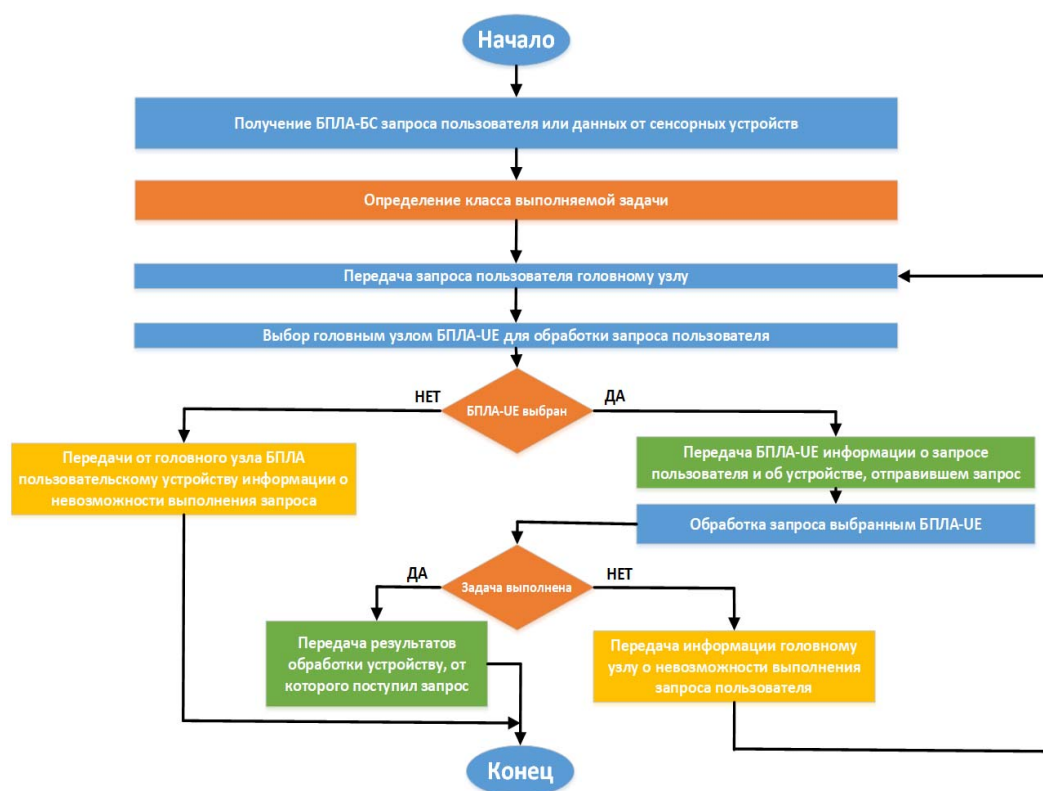 Начало
Получение БПЛА-БС запроса пользователя или данных от сенсорных устройств
Определение класса выполняемой задачи
Передача запроса пользователя головному узлу
Выбор головным узлом БПЛА-UE для обработки запроса пользователя
НЕТ
БПЛА-UE выбран
ДА
Передачи от головного узла БПЛА
пользовательскому устройству информации о
невозможности выполнения запроса
Передача БПЛА-UE информации о запросе
пользователя и об устройстве, отправившем запрос
Обработка запроса выбранным БПЛА-UE
ДА
Задача выполнена
НЕТ
Передача результатов
обработки устройству, от
которого поступил запрос
Передача информации головному
узлу о невозможности выполнения
запроса пользователя
Конец